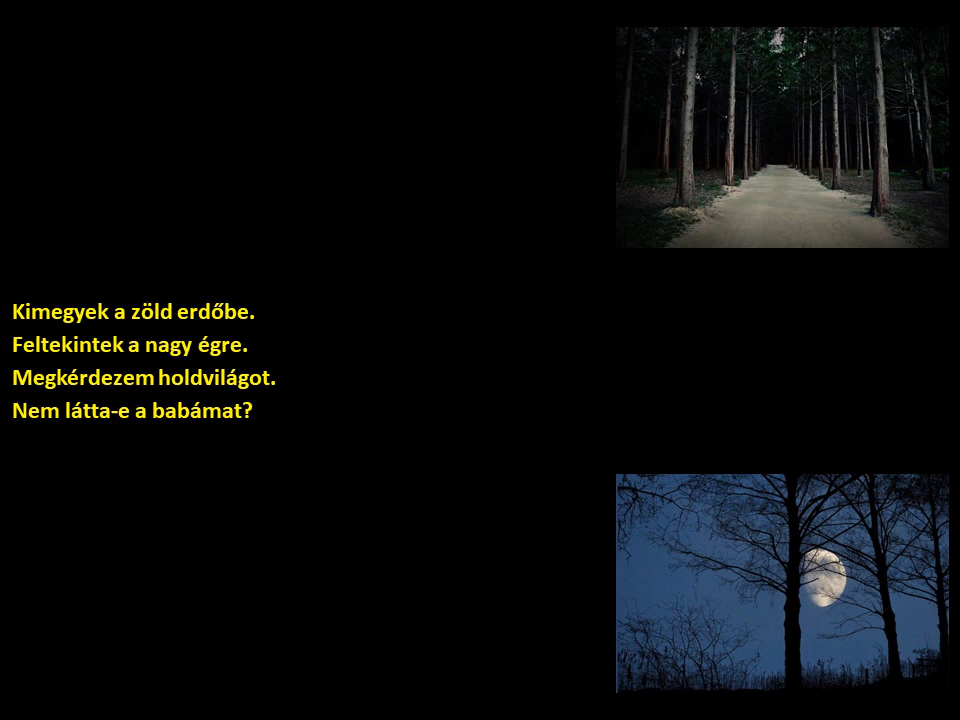 Kimegyek a zöld erdőbe.
Feltekintek a nagy égre.
Megkérdezem holdvilágot.
Nem látta-e a babámat?